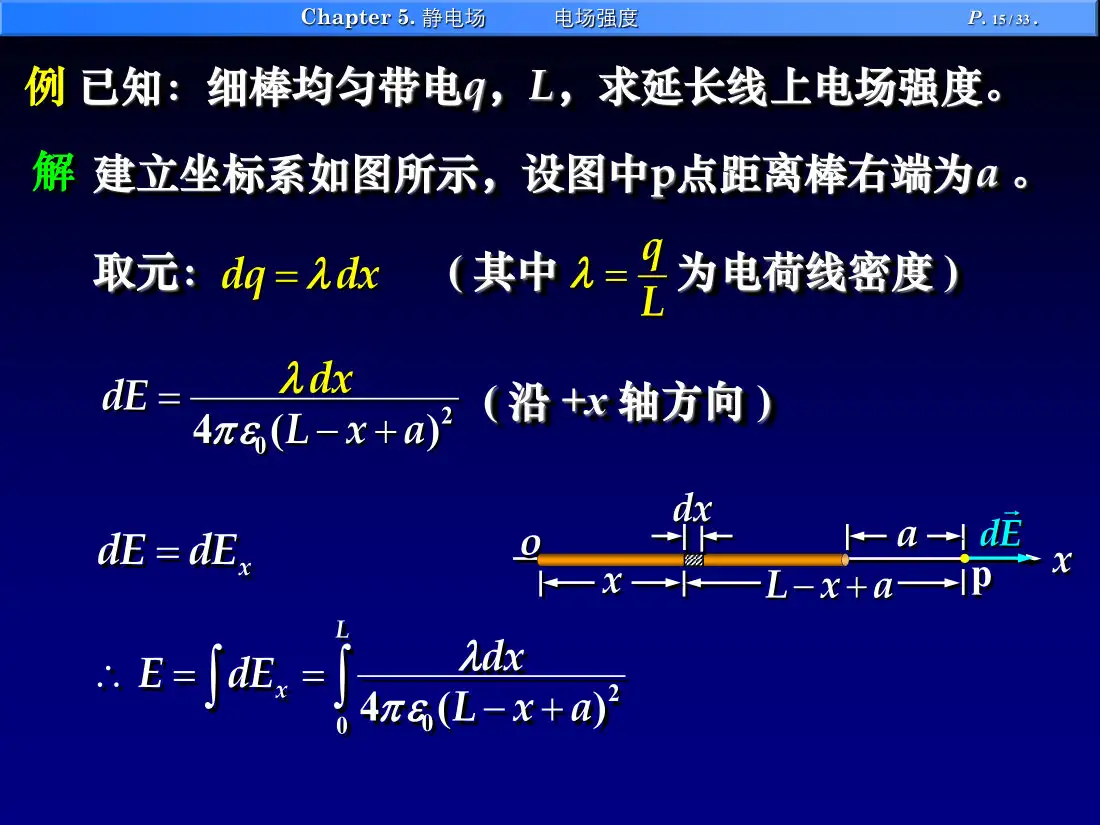 Chapter 5. 静电场 电场强度 P. 15 / 33 .
例 已知：细棒均匀带电q，L，求延长线上电场强度。
解 建立坐标系如图所示，设图中p点距离棒右端为a 。
取元：dq = λ dx ( 其中 λ = q/L 为电荷线密度 )
dE = λ dx / 4πε₀(L − x + a)² ( 沿 +x 轴方向 )
dx
o a dE⃗ x
dE = dEₓ
x L − x + a p
∴ E = ∫ dEₓ = ∫₀ᴸ λdx / 4πε₀(L − x + a)²